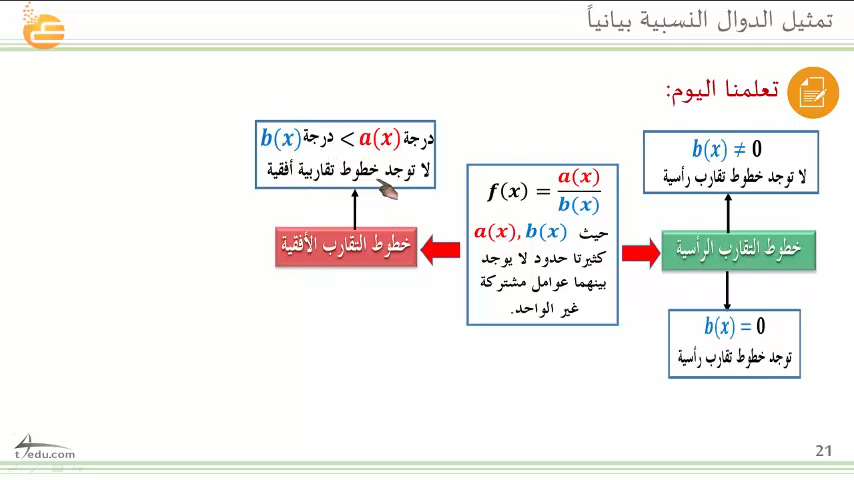 تمثيل الدوال النسبية بيانياً
تعلمنا اليوم:
b(x) ≠ 0
لا توجد خطوط تقارب رأسية
خطوط التقارب الرأسية
b(x) = 0
توجد خطوط تقارب رأسية
f(x) = a(x)/b(x)
حيث a(x), b(x)
كثيرتا حدود لا يوجد
بينهما عوامل مشتركة
غير الواحد.
درجة a(x) > درجة b(x)
لا توجد خطوط تقاربية أفقية
خطوط التقارب الأفقية
t4edu.com
21